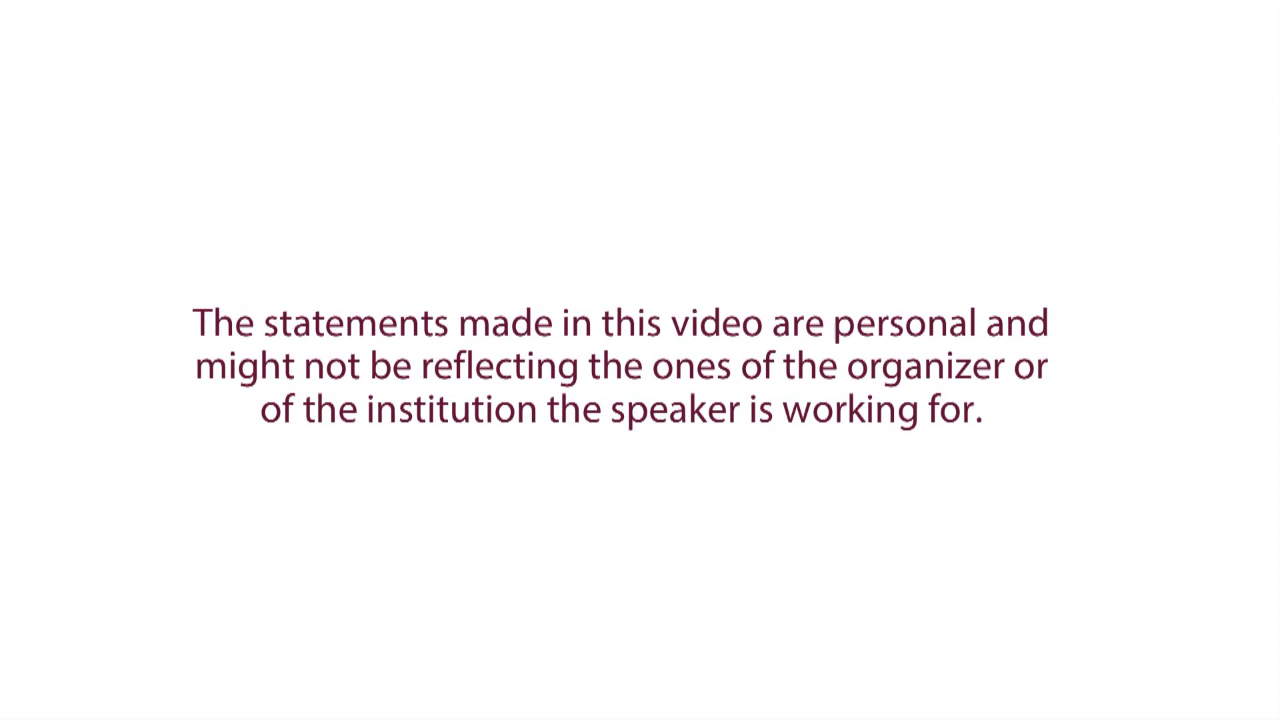 The statements made in this video are personal and
might not be reflecting the ones of the organizer or
of the institution the speaker is working for.